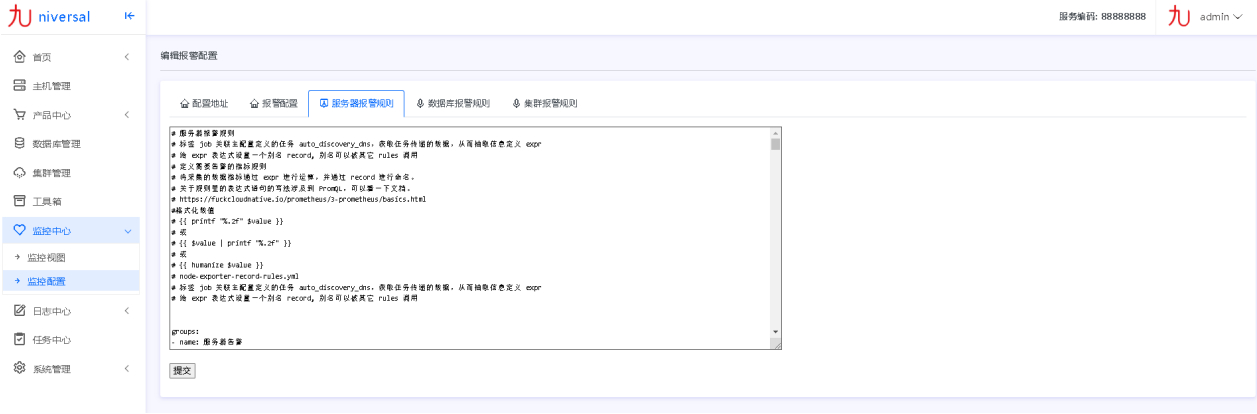 九U niversal
服务编码: 88888888
九U
admin
首页
主机管理
产品中心
数据库管理
集群管理
工具箱
监控中心
监控视图
监控配置
日志中心
任务中心
系统管理
编辑报警配置
配置地址 报警配置 服务器报警规则 数据库报警规则 集群报警规则
# 服务器报警规则
# 标签 job 关联主配置定义的任务 auto_discovery_dns，获取任务传递的数据，从而抽取信息定义 expr
# 给 expr 表达式设置一个别名 record, 别名可以被其它 rules 调用
# 定义需要告警的指标规则
# 将采集的数据指标通过 expr 进行运算，并通过 record 进行命名。
# 关于规则里的表达式语句的写法涉及到 PromQL，可以看一下文档。
# https://fuckcloudnative.io/prometheus/3-prometheus/basics.html
#格式化数值
# {{ printf "%.2f" $value }}
# 或
# {{ $value | printf "%.2f" }}
# 或
# {{ humanize $value }}
# node-exporter-record-rules.yml
# 标签 job 关联主配置定义的任务 auto_discovery_dns，获取任务传递的数据，从而抽取信息定义 expr
# 给 expr 表达式设置一个别名 record, 别名可以被其它 rules 调用
groups:
- name: 服务器告警
提交